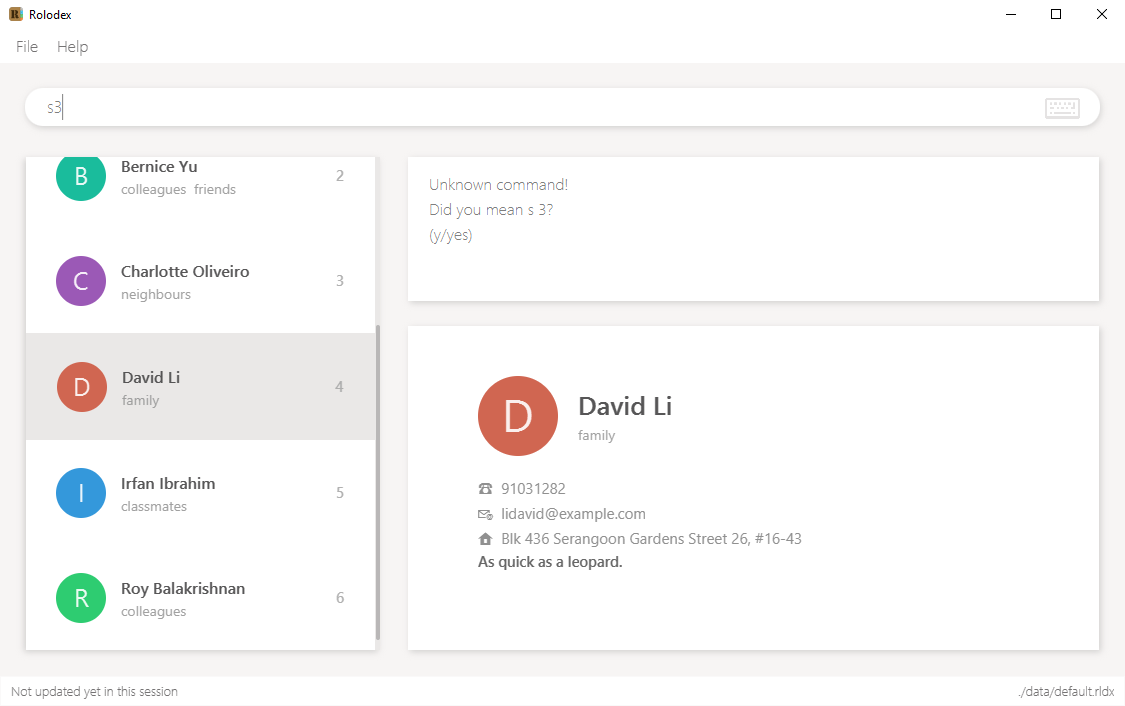 R Rolodex
File Help
s3
B
Bernice Yu
2
colleagues friends
C
Charlotte Oliveiro
3
neighbours
D
David Li
4
family
I
Irfan Ibrahim
5
classmates
R
Roy Balakrishnan
6
colleagues
Unknown command!
Did you mean s 3?
(y/yes)
D
David Li
family
91031282
lidavid@example.com
Blk 436 Serangoon Gardens Street 26, #16-43
As quick as a leopard.
Not updated yet in this session
./data/default.rldx